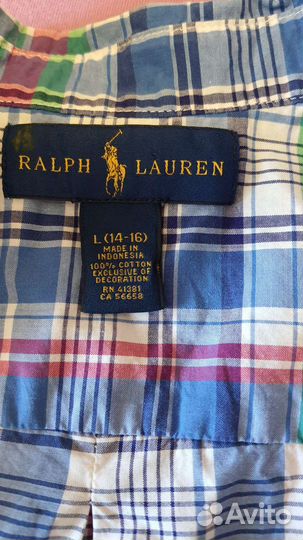 RALPH LAUREN
L (14-16)
MADE IN
INDONESIA
100% COTTON
EXCLUSIVE OF
DECORATION
RN 41381
CA 56658
Avito